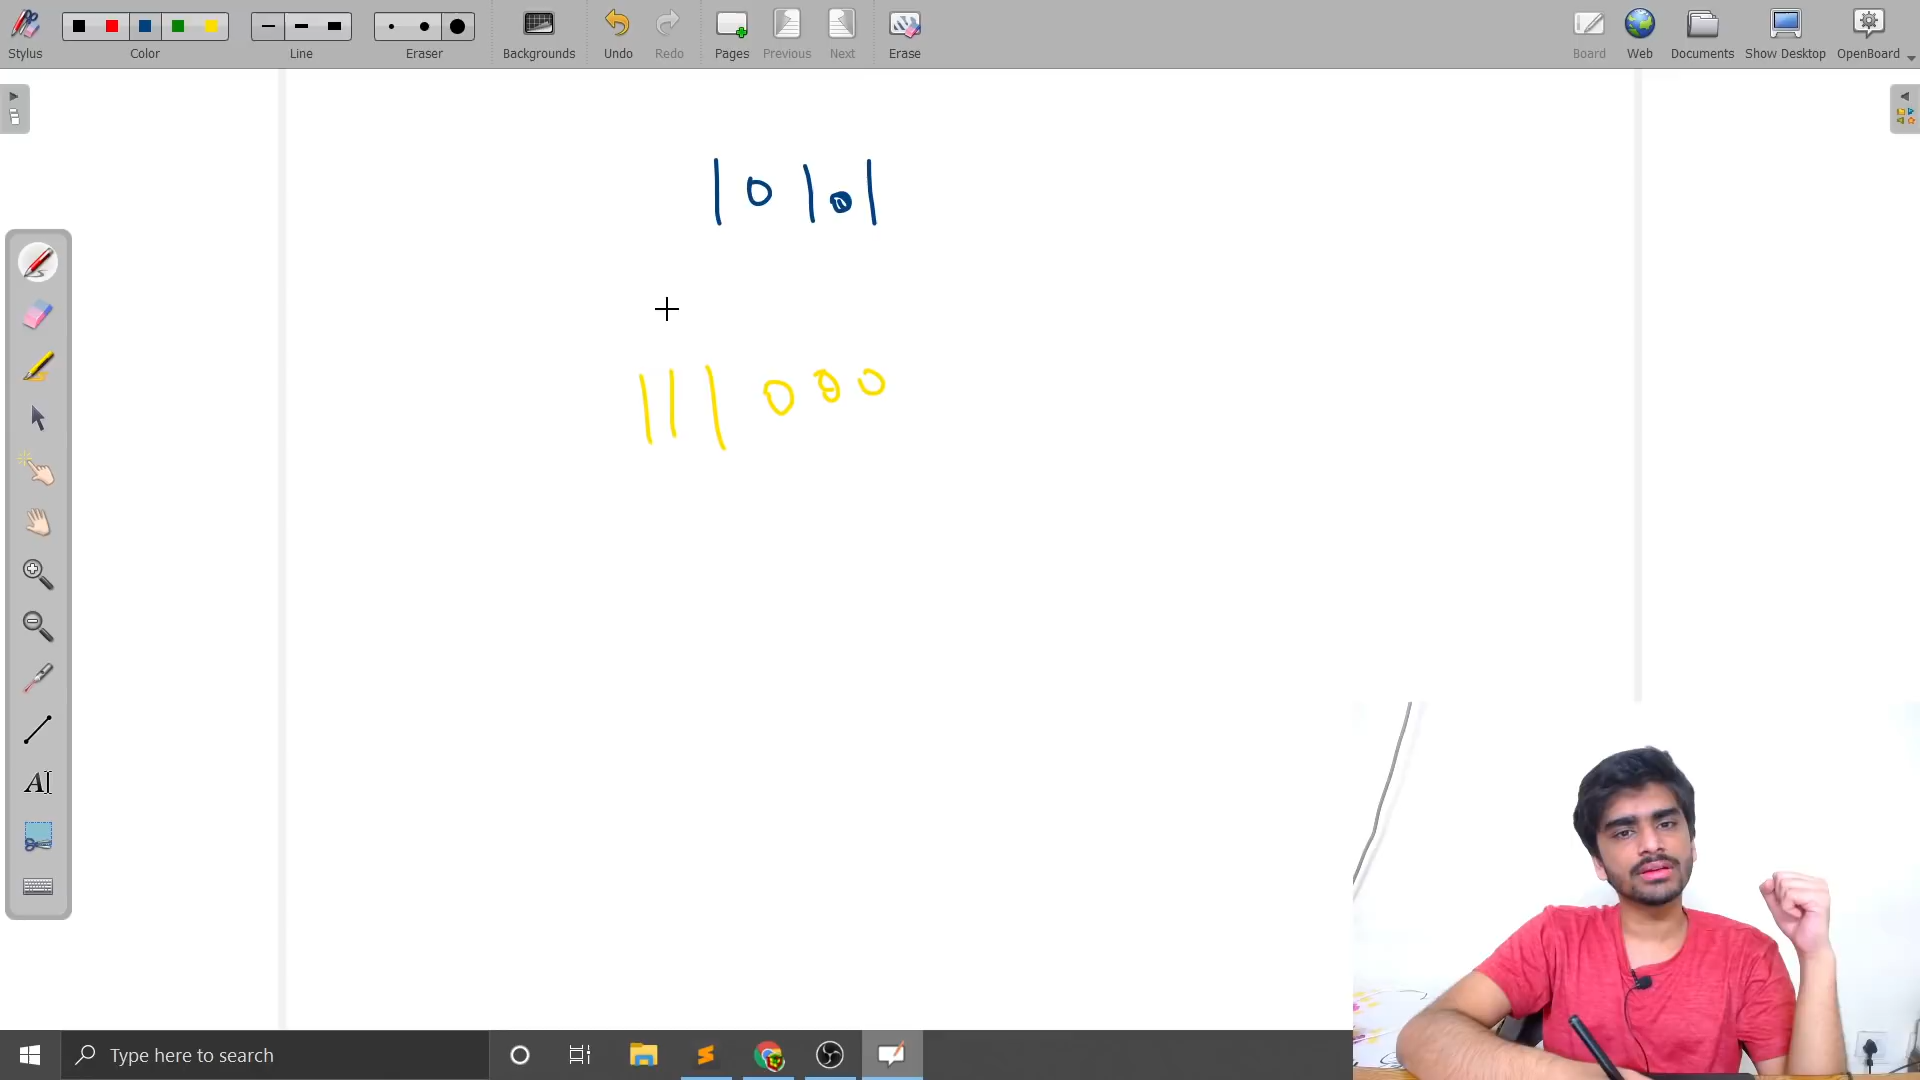 Stylus Color Line Eraser Backgrounds Undo Redo Pages Previous Next Erase Board Web Documents Show Desktop OpenBoard
10101
111000
Type here to search